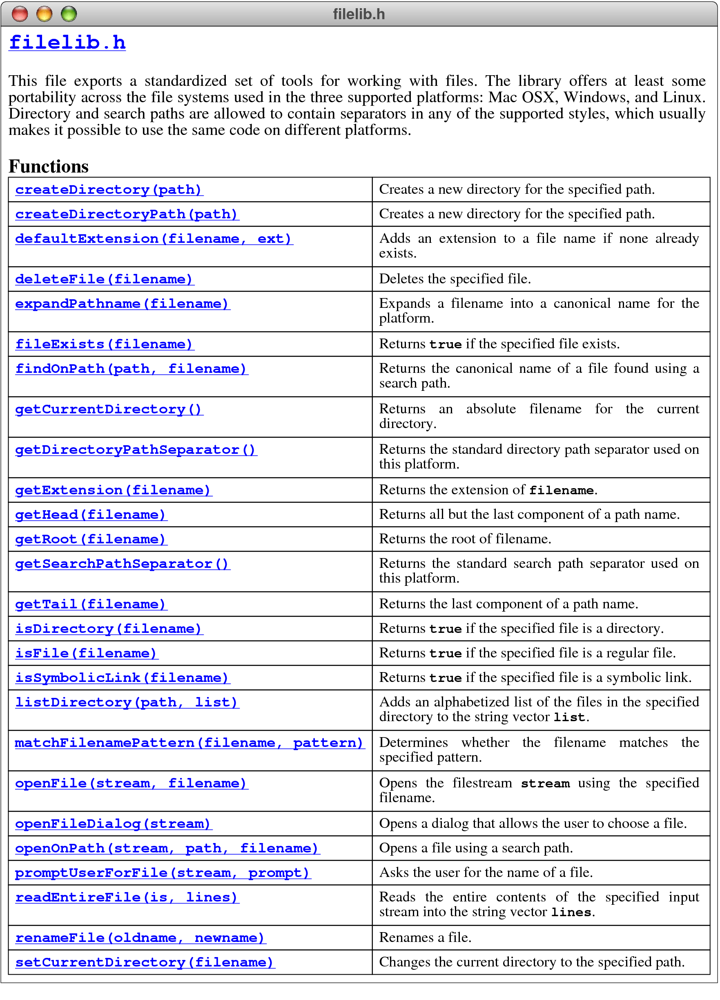 filelib.h
filelib.h
This file exports a standardized set of tools for working with files. The library offers at least some
portability across the file systems used in the three supported platforms: Mac OSX, Windows, and Linux.
Directory and search paths are allowed to contain separators in any of the supported styles, which usually
makes it possible to use the same code on different platforms.
Functions
createDirectory(path) Creates a new directory for the specified path.
createDirectoryPath(path) Creates a new directory for the specified path.
defaultExtension(filename, ext) Adds an extension to a file name if none already
exists.
deleteFile(filename) Deletes the specified file.
expandPathname(filename) Expands a filename into a canonical name for the
platform.
fileExists(filename) Returns true if the specified file exists.
findOnPath(path, filename) Returns the canonical name of a file found using a
search path.
getCurrentDirectory() Returns an absolute filename for the current
directory.
getDirectoryPathSeparator() Returns the standard directory path separator used on
this platform.
getExtension(filename) Returns the extension of filename.
getHead(filename) Returns all but the last component of a path name.
getRoot(filename) Returns the root of filename.
getSearchPathSeparator() Returns the standard search path separator used on
this platform.
getTail(filename) Returns the last component of a path name.
isDirectory(filename) Returns true if the specified file is a directory.
isFile(filename) Returns true if the specified file is a regular file.
isSymbolicLink(filename) Returns true if the specified file is a symbolic link.
listDirectory(path, list) Adds an alphabetized list of the files in the specified
directory to the string vector list.
matchFilenamePattern(filename, pattern) Determines whether the filename matches the
specified pattern.
openFile(stream, filename) Opens the filestream stream using the specified
filename.
openFileDialog(stream) Opens a dialog that allows the user to choose a file.
openOnPath(stream, path, filename) Opens a file using a search path.
promptUserForFile(stream, prompt) Asks the user for the name of a file.
readEntireFile(is, lines) Reads the entire contents of the specified input
stream into the string vector lines.
renameFile(oldname, newname) Renames a file.
setCurrentDirectory(filename) Changes the current directory to the specified path.